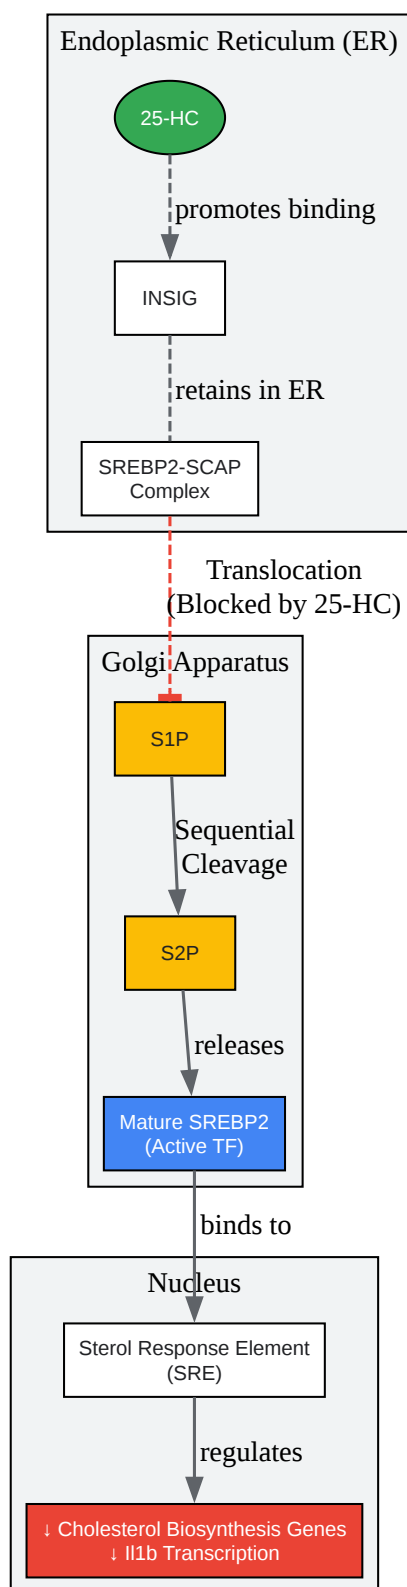 Endoplasmic Reticulum (ER)
25-HC
promotes binding
INSIG
retains in ER
SREBP2-SCAP
Complex
Translocation
(Blocked by 25-HC)
Golgi Apparatus
S1P
Sequential
Cleavage
S2P
releases
Mature SREBP2
(Active TF)
binds to
Nucleus
Sterol Response Element
(SRE)
regulates
↓ Cholesterol Biosynthesis Genes
↓ Il1b Transcription